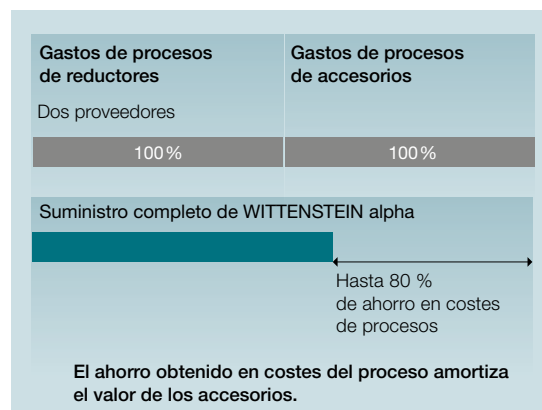 Gastos de procesos
de reductores
Gastos de procesos
de accesorios
Dos proveedores
100 %
100 %
Suministro completo de WITTENSTEIN alpha
Hasta 80 %
de ahorro en costes
de procesos
El ahorro obtenido en costes del proceso amortiza
el valor de los accesorios.